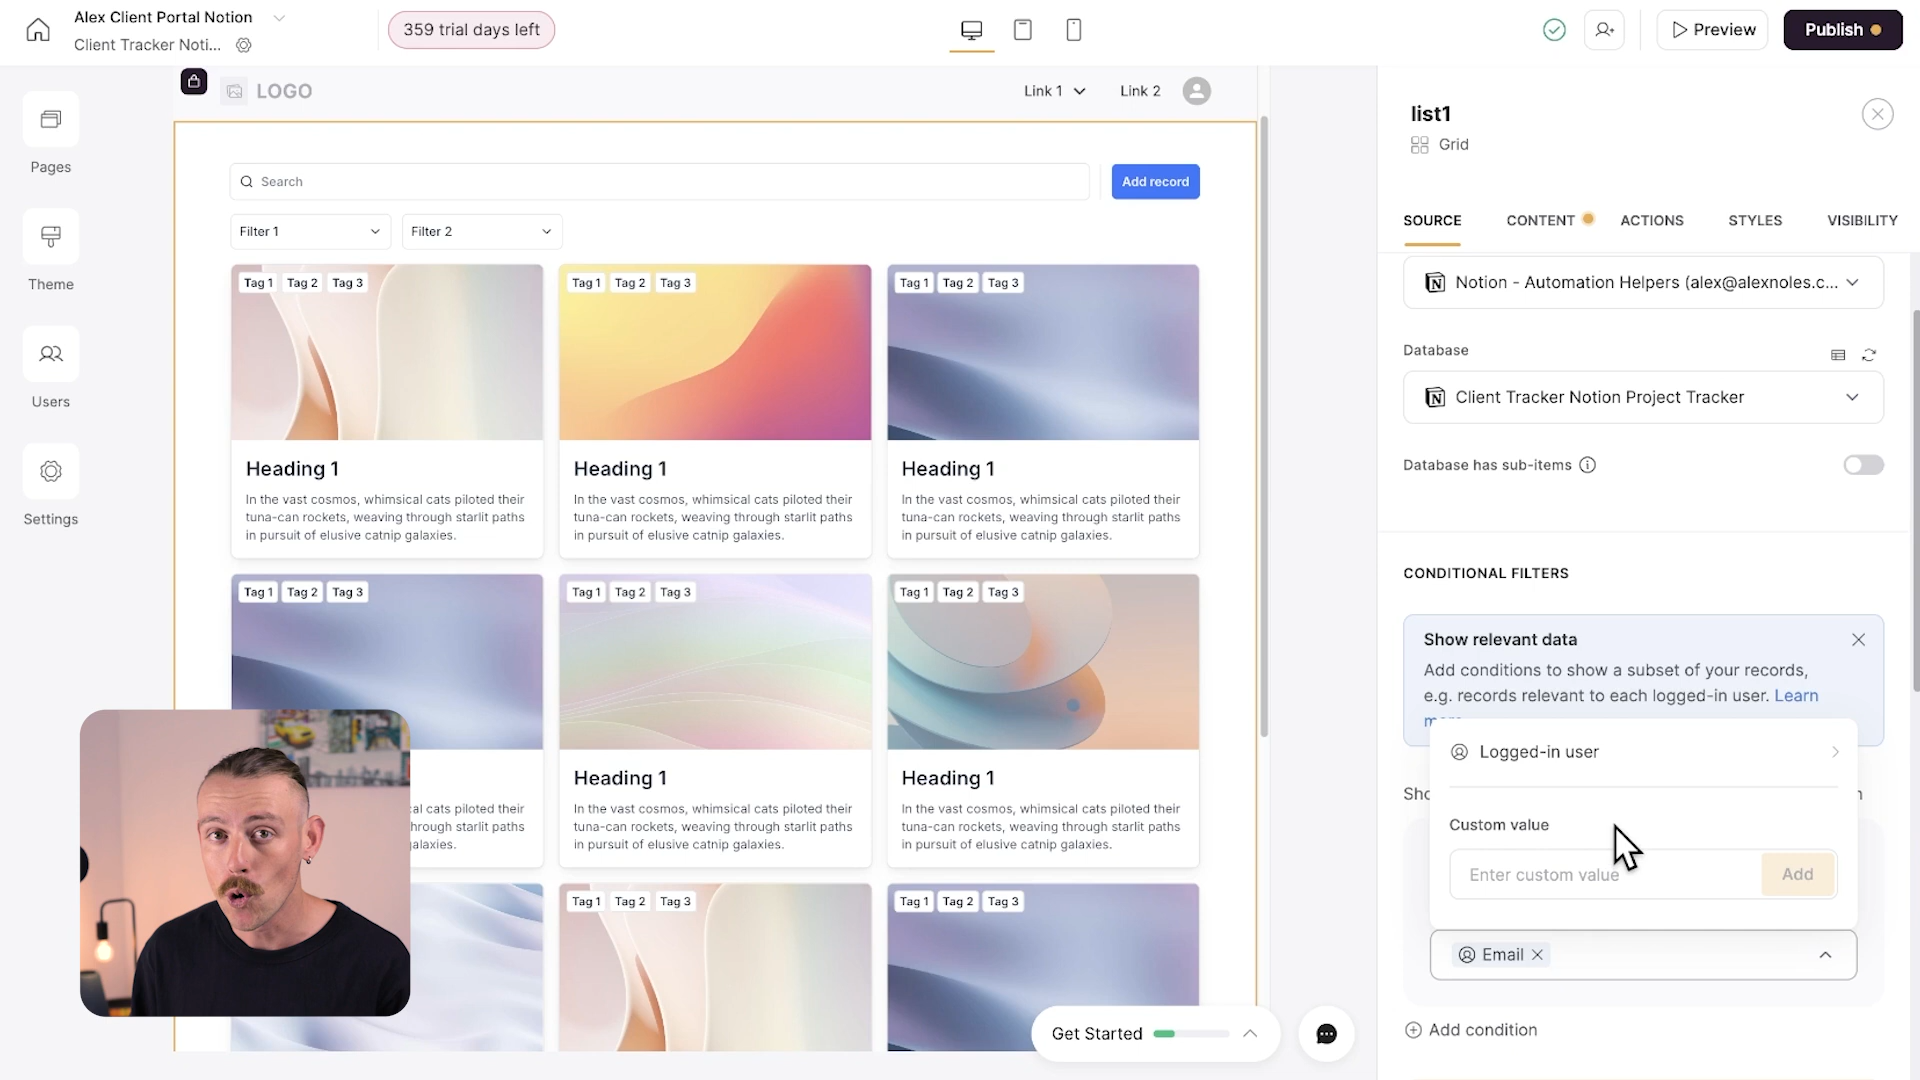 Alex Client Portal Notion
Client Tracker Noti...
359 trial days left
Preview
Publish
Pages
Theme
Users
Settings
LOGO
Link 1
Link 2
Search
Add record
Filter 1
Filter 2
Tag 1 Tag 2 Tag 3
Tag 1 Tag 2 Tag 3
Tag 1 Tag 2 Tag 3
Heading 1
In the vast cosmos, whimsical cats piloted their
tuna-can rockets, weaving through starlit paths
in pursuit of elusive catnip galaxies.
Heading 1
In the vast cosmos, whimsical cats piloted their
tuna-can rockets, weaving through starlit paths
in pursuit of elusive catnip galaxies.
Heading 1
In the vast cosmos, whimsical cats piloted their
tuna-can rockets, weaving through starlit paths
in pursuit of elusive catnip galaxies.
Tag 1 Tag 2 Tag 3
Tag 1 Tag 2 Tag 3
Tag 1 Tag 2 Tag 3
cal cats piloted their
hrough starlit paths
alaxies.
Heading 1
In the vast cosmos, whimsical cats piloted their
tuna-can rockets, weaving through starlit paths
in pursuit of elusive catnip galaxies.
Heading 1
In the vast cosmos, whimsical cats piloted their
tuna-can rockets, weaving through starlit paths
in pursuit of elusive catnip galaxies.
Tag 1 Tag 2 Tag 3
Tag 1 Tag 2 Tag 3
Get Started
list1
Grid
SOURCE
CONTENT
ACTIONS
STYLES
VISIBILITY
Notion - Automation Helpers (alex@alexnoles.c...
Database
Client Tracker Notion Project Tracker
Database has sub-items
CONDITIONAL FILTERS
Show relevant data
Add conditions to show a subset of your records,
e.g. records relevant to each logged-in user. Learn
Logged-in user
Custom value
Enter custom value
Add
Email
Add condition